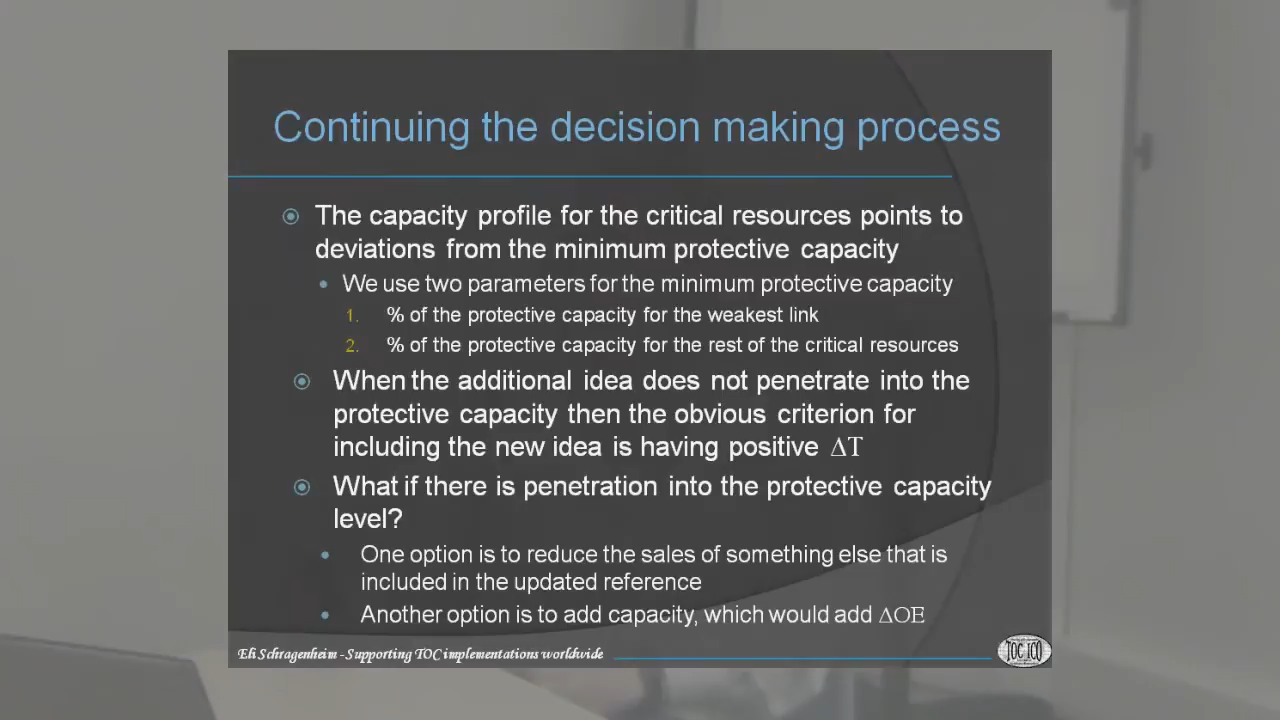 Continuing the decision making process
The capacity profile for the critical resources points to
deviations from the minimum protective capacity
We use two parameters for the minimum protective capacity
1. % of the protective capacity for the weakest link
2. % of the protective capacity for the rest of the critical resources
When the additional idea does not penetrate into the
protective capacity then the obvious criterion for
including the new idea is having positive ΔT
What if there is penetration into the protective capacity
level?
One option is to reduce the sales of something else that is
included in the updated reference
Another option is to add capacity, which would add ΔOE
Eli Schragenheim - Supporting TOC implementations worldwide
TOC ICO